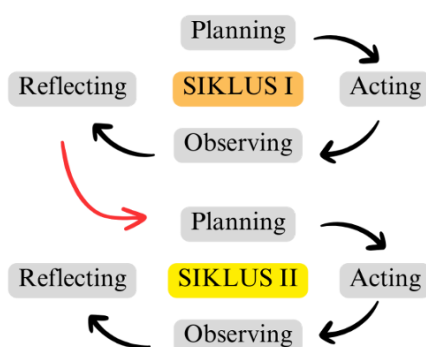 Planning
Reflecting SIKLUS I Acting
Observing
Planning
Reflecting SIKLUS II Acting
Observing